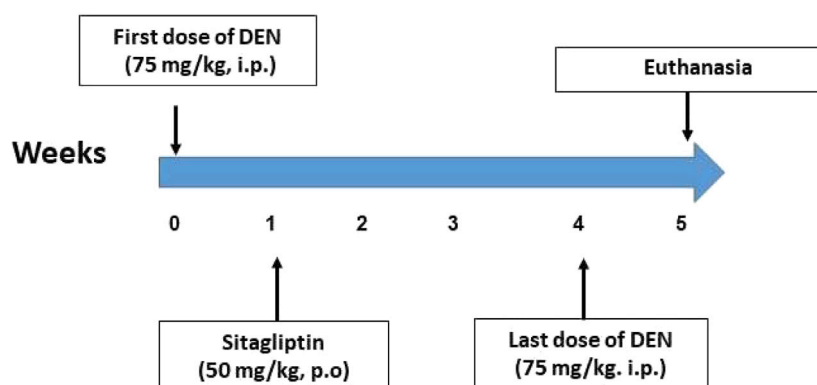 First dose of DEN
(75 mg/kg, i.p.)
Euthanasia
Weeks
0 1 2 3 4 5
Sitagliptin
(50 mg/kg, p.o)
Last dose of DEN
(75 mg/kg. i.p.)